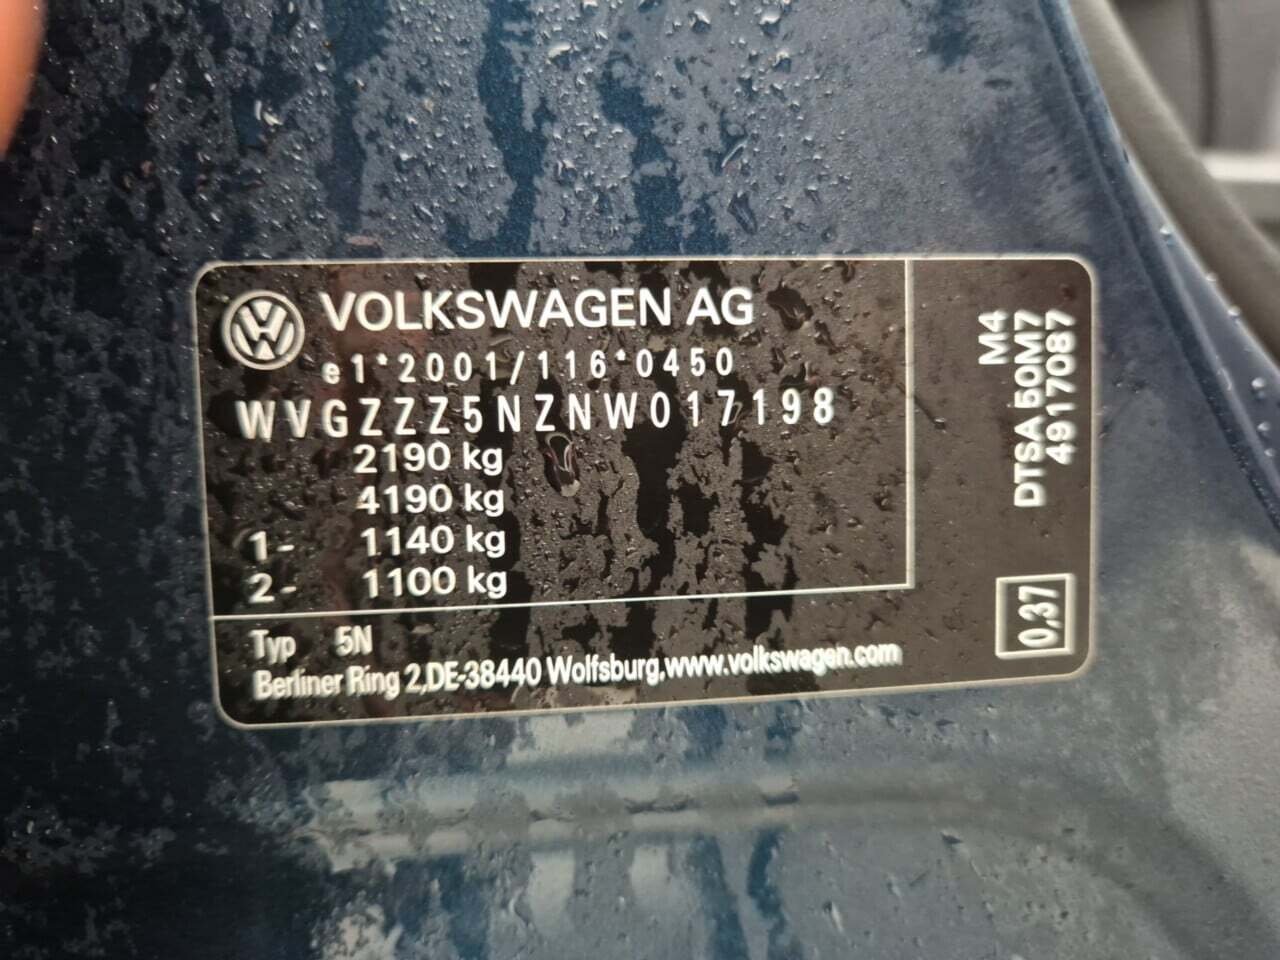 VOLKSWAGEN AG
e1*2001/116*0450
WVGZZZ5NZNW017198
2190 kg
4190 kg
1- 1140 kg
2- 1100 kg
Typ 5N
Berliner Ring 2,DE-38440 Wolfsburg,www.volkswagen.com
M4
DTSA 50M7
4917087
0,37